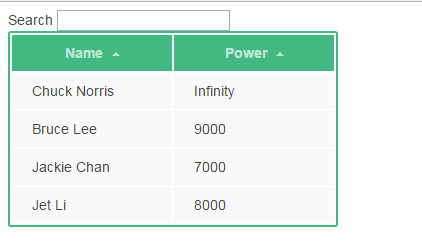 Search
Name Power
Chuck Norris Infinity
Bruce Lee 9000
Jackie Chan 7000
Jet Li 8000